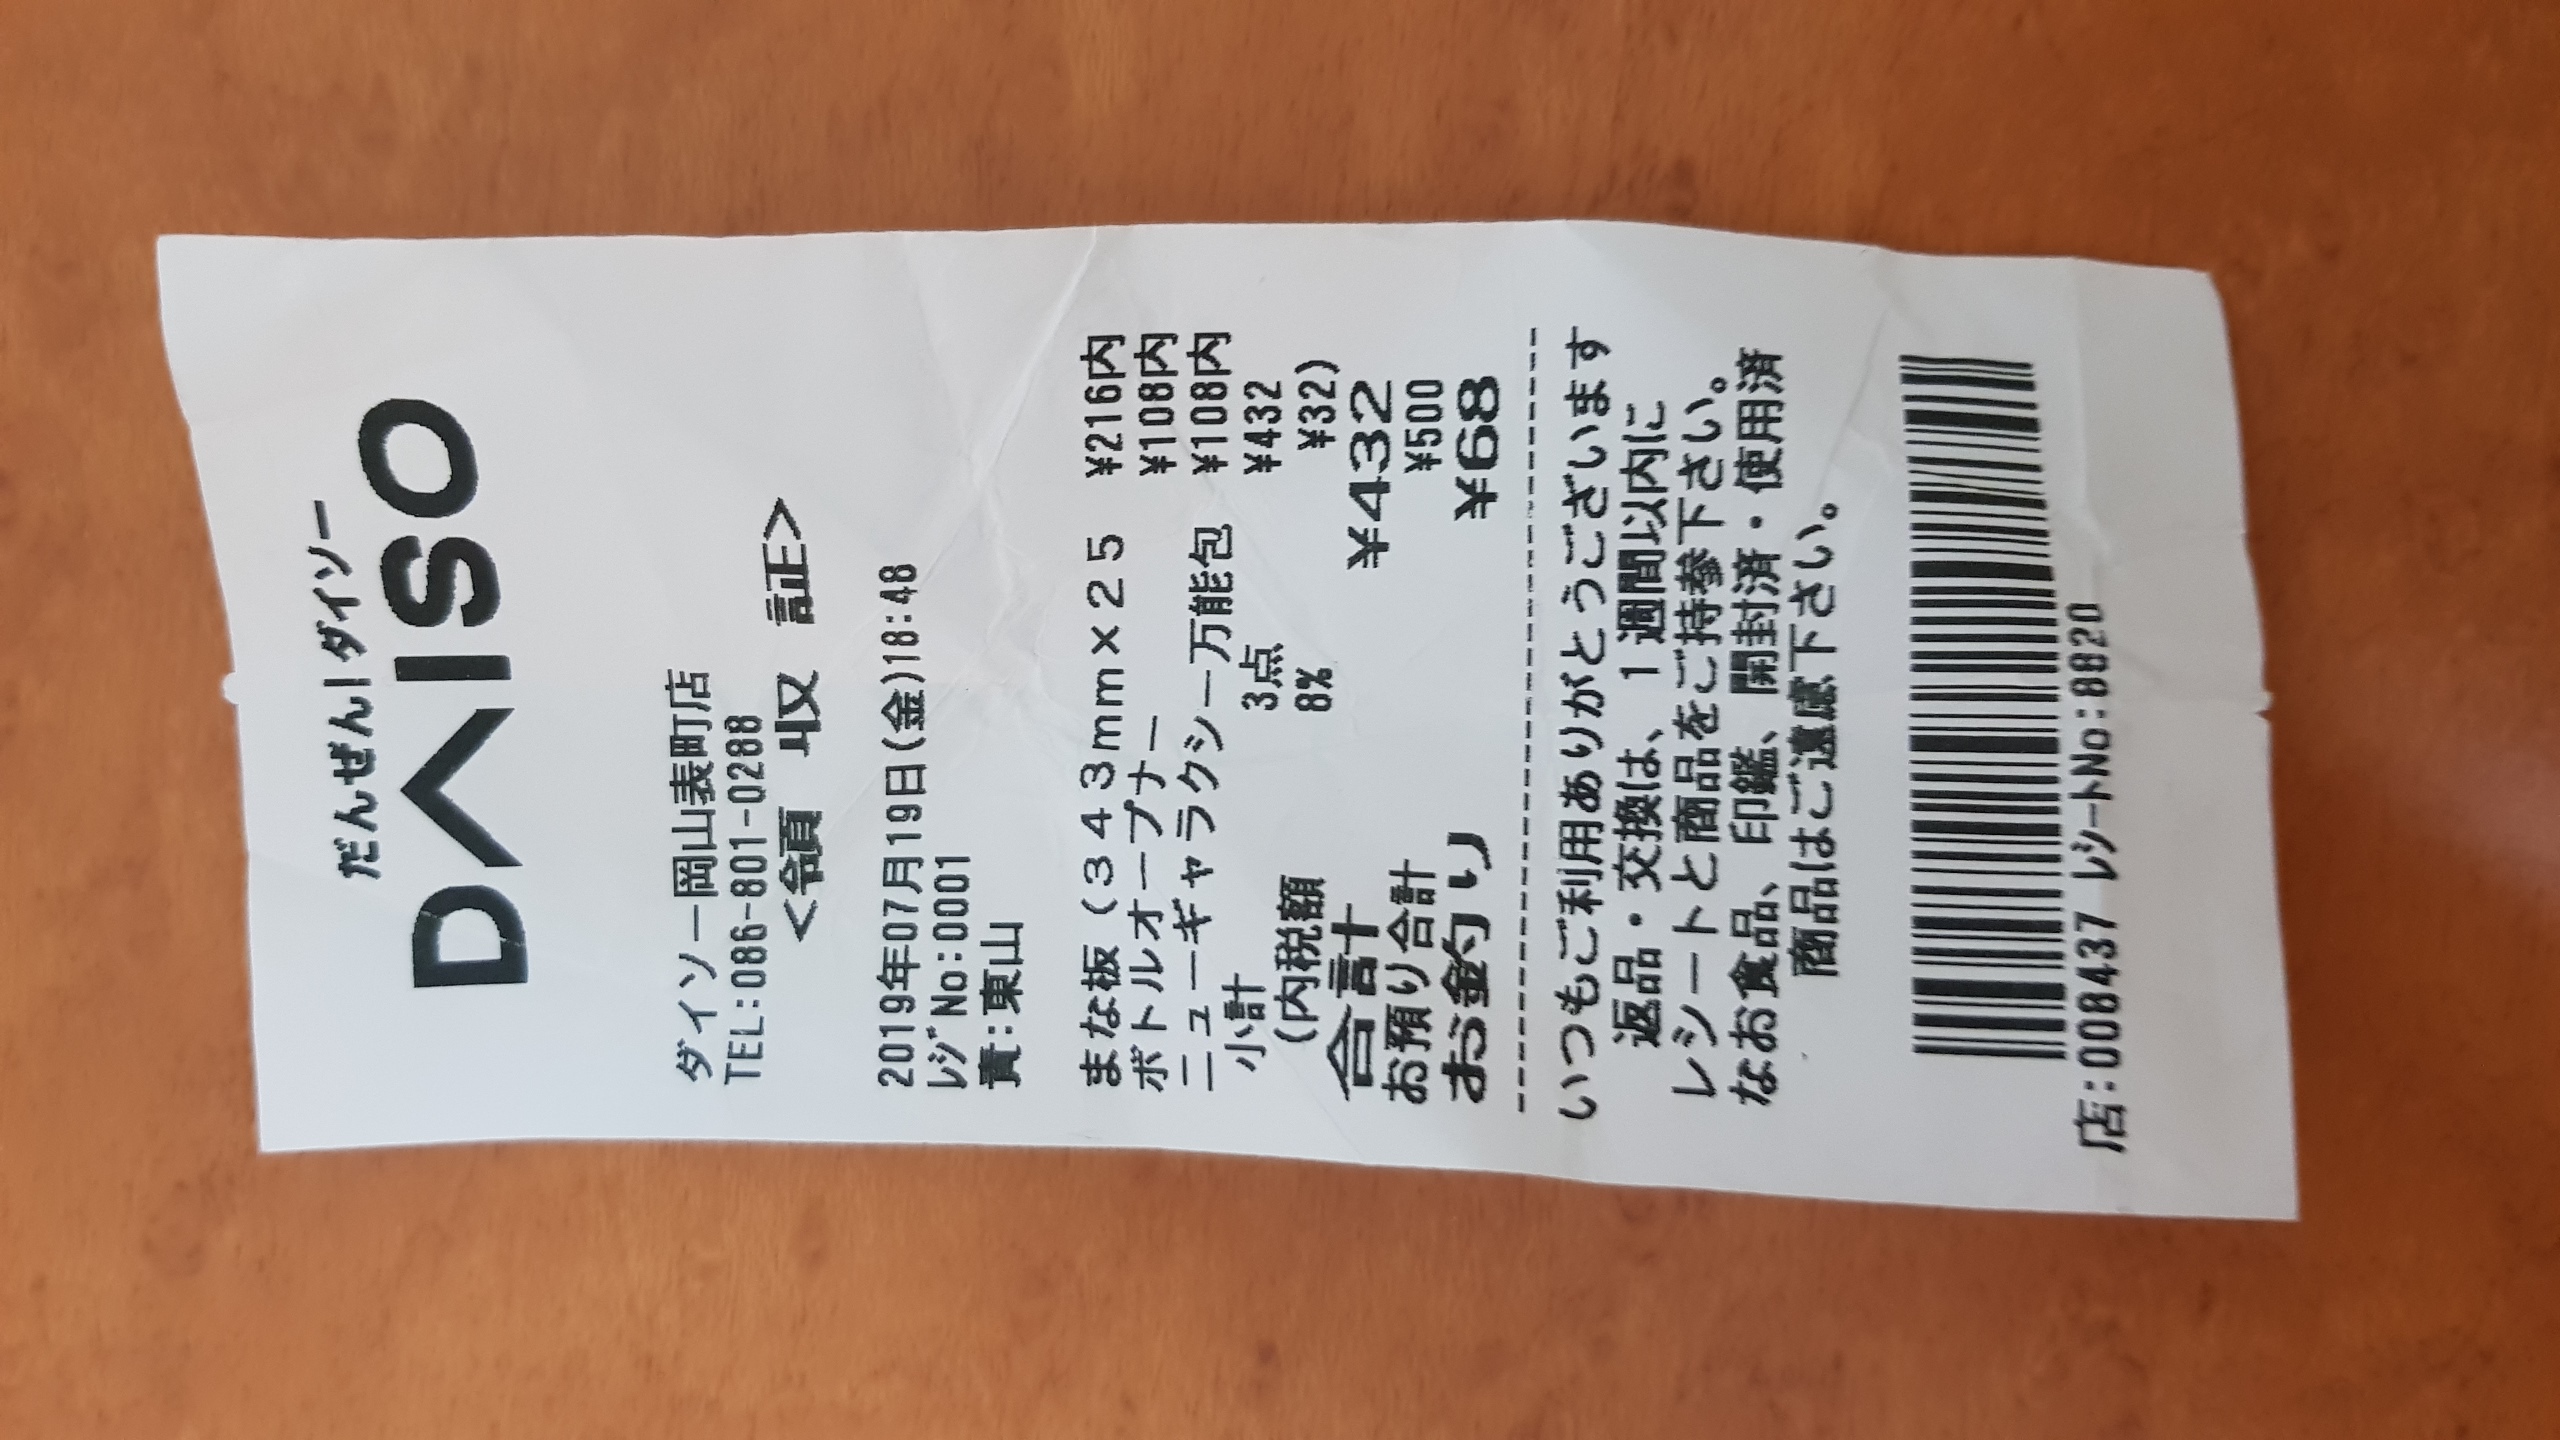 だんぜん!ダイソー
DAISO
ダイソー岡山表町店
TEL:086-801-0288
<領 収 証>
2019年07月19日(金)18:48
ﾚｼﾞNo:0001
責:東山
まな板（３４３ｍｍ×２５ ¥216内
ボトルオープナー ¥108内
ニューギャラクシー万能包 ¥108内
小計 3点 ¥432
(内税額 8% ¥32)
合計 ¥432
お預り合計 ¥500
お釣り ¥68
--------------------------------
いつもご利用ありがとうございます
返品・交換は、１週間以内に
レシートと商品をご持参下さい。
なお食品、印鑑、開封済・使用済
商品はご遠慮下さい。
店:008437 ﾚｼｰﾄNo:8820